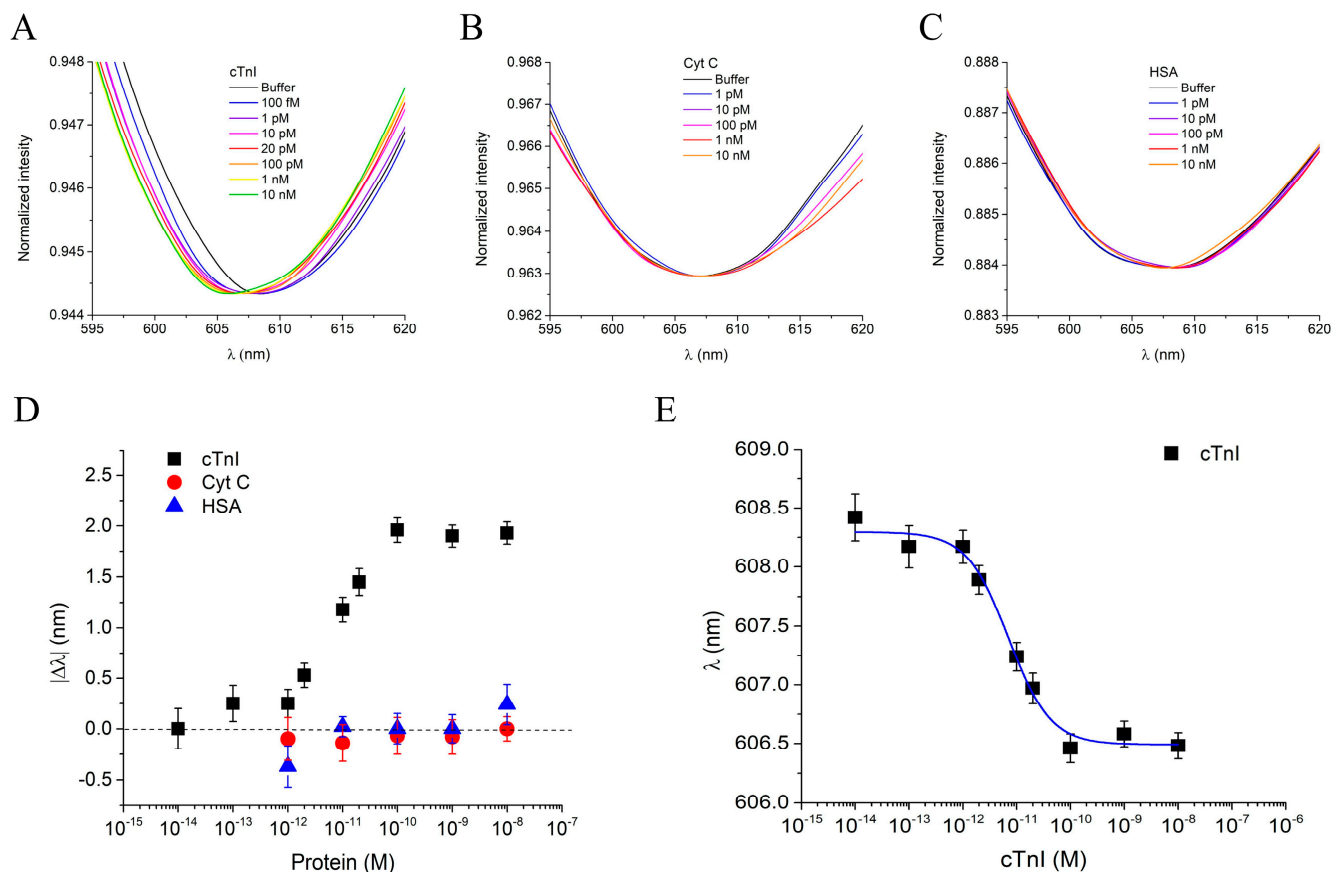 A
0.948
0.947
0.946
0.945
0.944
Normalized intesity
cTnI
Buffer
100 fM
1 pM
10 pM
20 pM
100 pM
1 nM
10 nM
595 600 605 610 615 620
λ (nm)
B
0.968
0.967
0.966
0.965
0.964
0.963
0.962
Normalized intensity
Cyt C
Buffer
1 pM
10 pM
100 pM
1 nM
10 nM
595 600 605 610 615 620
λ (nm)
C
0.888
0.887
0.886
0.885
0.884
0.883
Normalized intensity
HSA
Buffer
1 pM
10 pM
100 pM
1 nM
10 nM
595 600 605 610 615 620
λ (nm)
D
2.5
2.0
1.5
1.0
0.5
0.0
-0.5
|Δλ| (nm)
cTnI
Cyt C
HSA
10⁻¹⁵ 10⁻¹⁴ 10⁻¹³ 10⁻¹² 10⁻¹¹ 10⁻¹⁰ 10⁻⁹ 10⁻⁸ 10⁻⁷
Protein (M)
E
609.0
608.5
608.0
607.5
607.0
606.5
606.0
λ (nm)
cTnI
10⁻¹⁵ 10⁻¹⁴ 10⁻¹³ 10⁻¹² 10⁻¹¹ 10⁻¹⁰ 10⁻⁹ 10⁻⁸ 10⁻⁷ 10⁻⁶
cTnI (M)